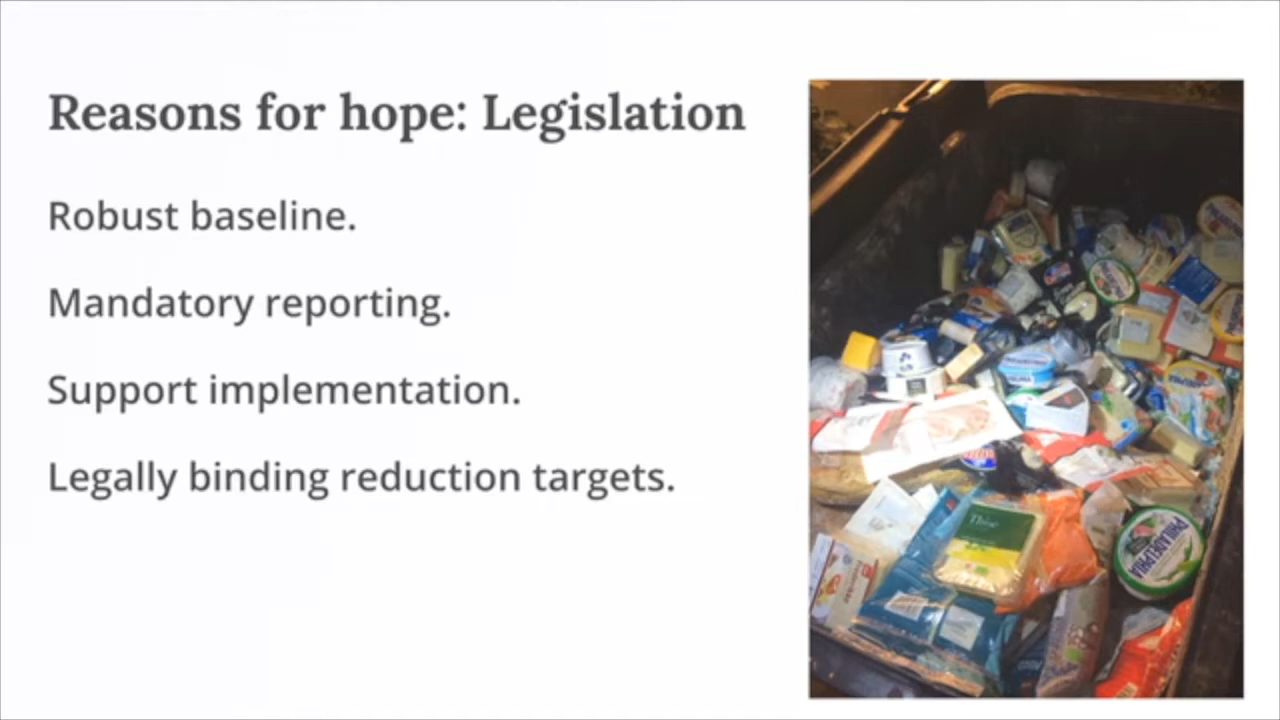 Reasons for hope: Legislation
Robust baseline.
Mandatory reporting.
Support implementation.
Legally binding reduction targets.
PHILADELPHIA